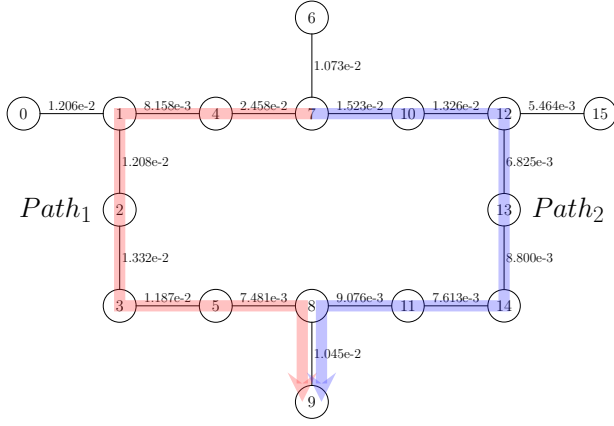 6
1.073e-2
0 1.206e-2 1 8.158e-3 4 2.458e-2 7 1.523e-2 10 1.326e-2 12 5.464e-3 15
1.208e-2 6.825e-3
Path1 2 13 Path2
1.332e-2 8.800e-3
3 1.187e-2 5 7.481e-3 8 9.076e-3 11 7.613e-3 14
1.045e-2
9